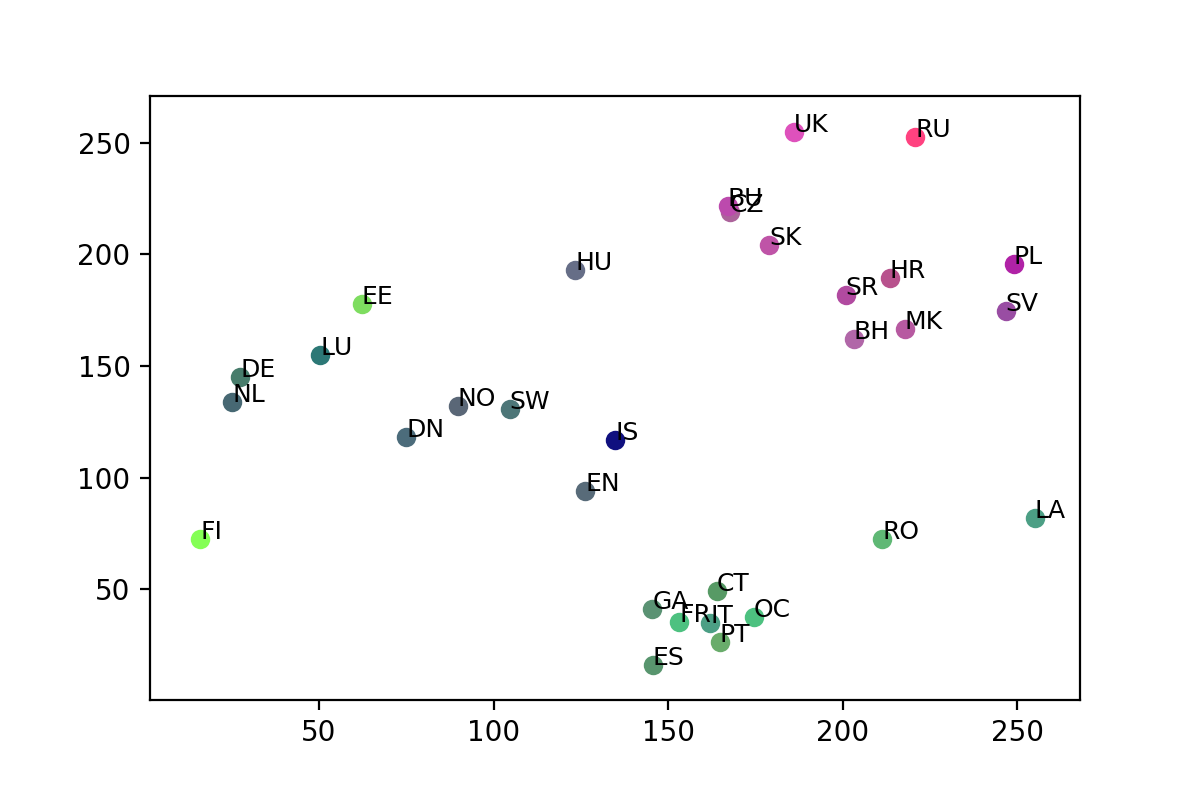 250
200
150
100
50
50
100
150
200
250
UK
RU
BU
CZ
SK
HU
PL
HR
SR
SV
EE
MK
BH
LU
DE
NL
NO
SW
DN
IS
EN
LA
FI
RO
CT
GA
OC
FR
IT
PT
ES